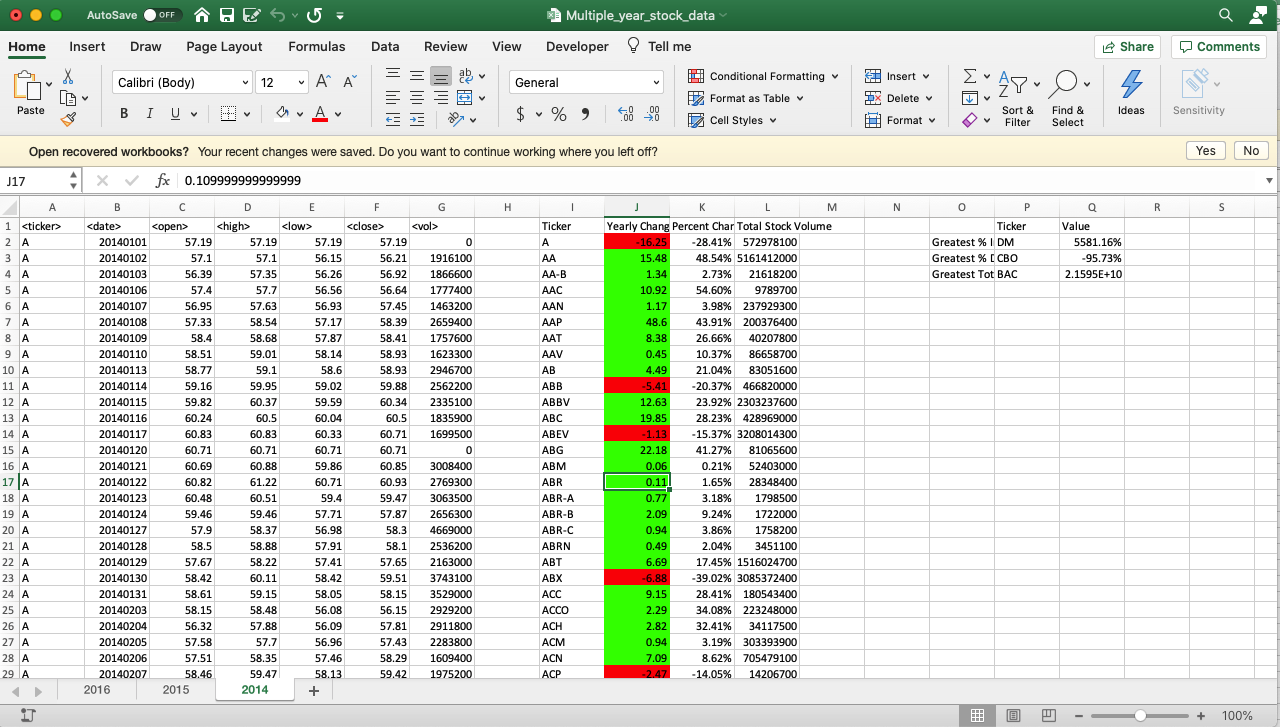 AutoSave OFF Multiple_year_stock_data
Home Insert Draw Page Layout Formulas Data Review View Developer Tell me Share Comments
Paste Calibri (Body) 12 A A ab General Conditional Formatting Format as Table Cell Styles Insert Delete Format Sort & Filter Find & Select Ideas Sensitivity
B I U A $ % 9
Open recovered workbooks? Your recent changes were saved. Do you want to continue working where you left off? Yes No
J17 fx 0.109999999999999
A B C D E F G H I J K L M N O P Q R S
1 <ticker> <date> <open> <high> <low> <close> <vol> Ticker Yearly Chang Percent Char Total Stock Volume Ticker Value
2 A 20140101 57.19 57.19 57.19 57.19 0 A -16.25 -28.41% 572978100 Greatest % I DM 5581.16%
3 A 20140102 57.1 57.1 56.15 56.21 1916100 AA 15.48 48.54% 5161412000 Greatest % D CBO -95.73%
4 A 20140103 56.39 57.35 56.26 56.92 1866600 AA-B 1.34 2.73% 21618200 Greatest Tot BAC 2.1595E+10
5 A 20140106 57.4 57.7 56.56 56.64 1777400 AAC 10.92 54.60% 9789700
6 A 20140107 56.95 57.63 56.93 57.45 1463200 AAN 1.17 3.98% 237929300
7 A 20140108 57.33 58.54 57.17 58.39 2659400 AAP 48.6 43.91% 200376400
8 A 20140109 58.4 58.68 57.87 58.41 1757600 AAT 8.38 26.66% 40207800
9 A 20140110 58.51 59.01 58.14 58.93 1623300 AAV 0.45 10.37% 86658700
10 A 20140113 58.77 59.1 58.6 58.93 2946700 AB 4.49 21.04% 83051600
11 A 20140114 59.16 59.95 59.02 59.88 2562200 ABB -5.41 -20.37% 466820000
12 A 20140115 59.82 60.37 59.59 60.34 2335100 ABBV 12.63 23.92% 2303237600
13 A 20140116 60.24 60.5 60.04 60.5 1835900 ABC 19.85 28.23% 428969000
14 A 20140117 60.83 60.83 60.33 60.71 1699500 ABEV -1.13 -15.37% 3208014300
15 A 20140120 60.71 60.71 60.71 60.71 0 ABG 22.18 41.27% 81065600
16 A 20140121 60.69 60.88 59.86 60.85 3008400 ABM 0.06 0.21% 52403000
17 A 20140122 60.82 61.22 60.71 60.93 2769300 ABR 0.11 1.65% 28348400
18 A 20140123 60.48 60.51 59.4 59.47 3063500 ABR-A 0.77 3.18% 1798500
19 A 20140124 59.46 59.46 57.71 57.87 2656300 ABR-B 2.09 9.24% 1722000
20 A 20140127 57.9 58.37 56.98 58.3 4669000 ABR-C 0.94 3.86% 1758200
21 A 20140128 58.5 58.88 57.91 58.1 2536200 ABRN 0.49 2.04% 3451100
22 A 20140129 57.67 58.22 57.41 57.65 2163000 ABT 6.69 17.45% 1516024700
23 A 20140130 58.42 60.11 58.42 59.51 3743100 ABX -6.88 -39.02% 3085372400
24 A 20140131 58.61 59.15 58.05 58.15 3529000 ACC 9.15 28.41% 180543400
25 A 20140203 58.15 58.48 56.08 56.15 2929200 ACCO 2.29 34.08% 223248000
26 A 20140204 56.32 57.88 56.09 57.81 2911800 ACH 2.82 32.41% 34117500
27 A 20140205 57.58 57.7 56.96 57.43 2283800 ACM 0.94 3.19% 303393900
28 A 20140206 57.51 58.35 57.46 58.29 1609400 ACN 7.09 8.62% 705479100
29 A 20140207 58.46 59.47 58.13 59.42 1975200 ACP -2.47 -14.05% 14206700
2016 2015 2014 +
100%